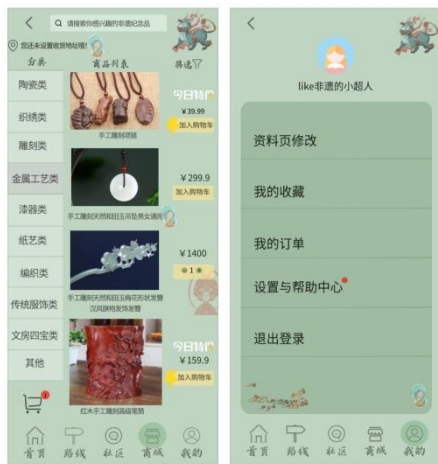 请搜索你感兴趣的非遗纪念品
您还未设置收货地址哦!
分类
商品列表
筛选
陶瓷类
织绣类
雕刻类
金属工艺类
漆器类
纸艺类
编织类
传统服饰类
文房四宝类
其他
今日特价
¥39.99
加入购物车
手工雕刻项链
¥299.9
加入购物车
手工雕刻天然和田玉吊坠男女通用
¥1400
1
手工雕刻天然和田玉梅花形状发簪
汉风旗袍发饰发簪
今日特价
¥159.9
加入购物车
红木手工雕刻高级笔筒
首页
路线
社区
商城
我的
like非遗的小超人
资料页修改
我的收藏
我的订单
设置与帮助中心
退出登录
首页
路线
社区
商城
我的